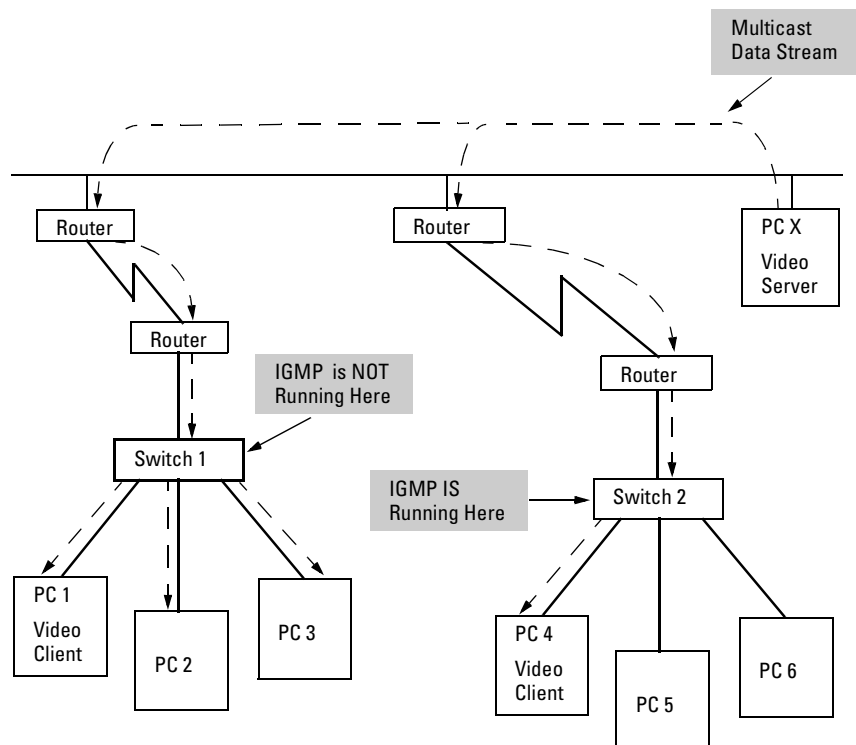 Multicast
Data Stream
Router
Router
PC X
Video
Server
Router
Router
IGMP is NOT
Running Here
Switch 1
IGMP IS
Running Here
Switch 2
PC 1
Video
Client
PC 2
PC 3
PC 4
Video
Client
PC 5
PC 6